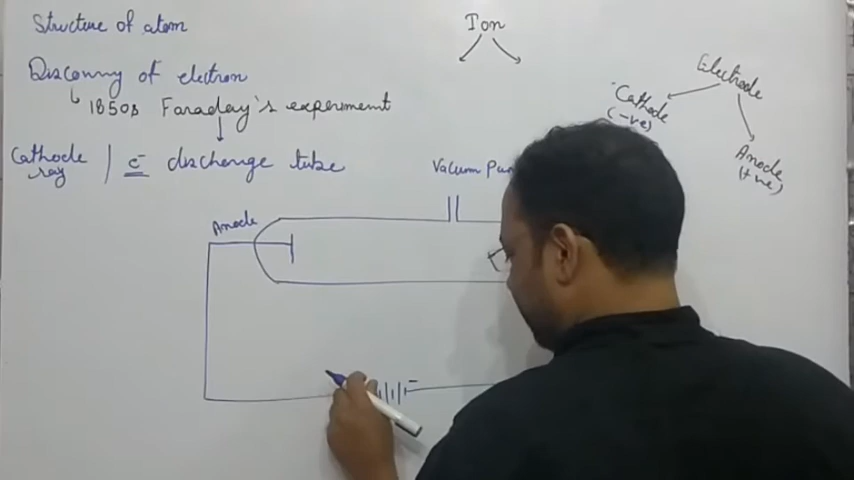 Structure of atom
Ion
Discovery of electron
Electrode
1850s Faraday's experiment
Cathode
(-ve)
Anode
(+ve)
Cathode
ray
e⁻ discharge tube
Vacuum
Anode
-